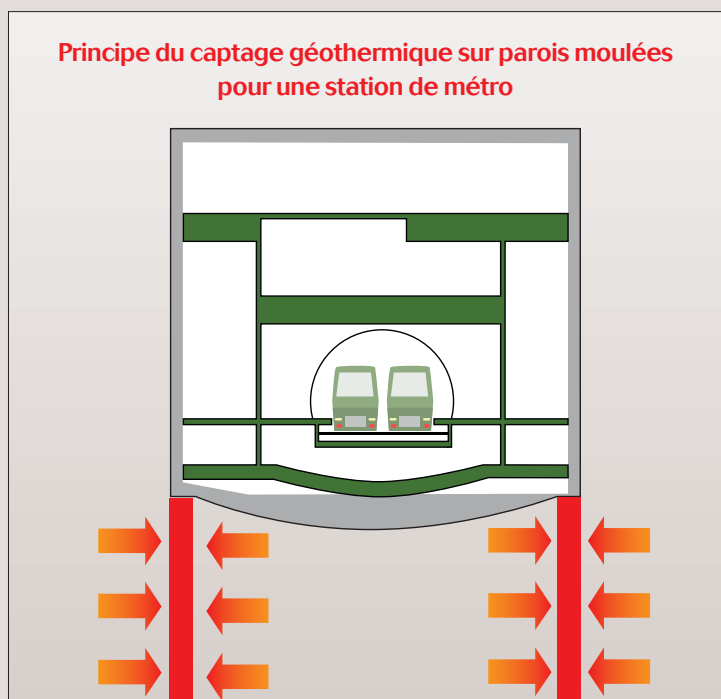 Principe du captage géothermique sur parois moulées
pour une station de métro